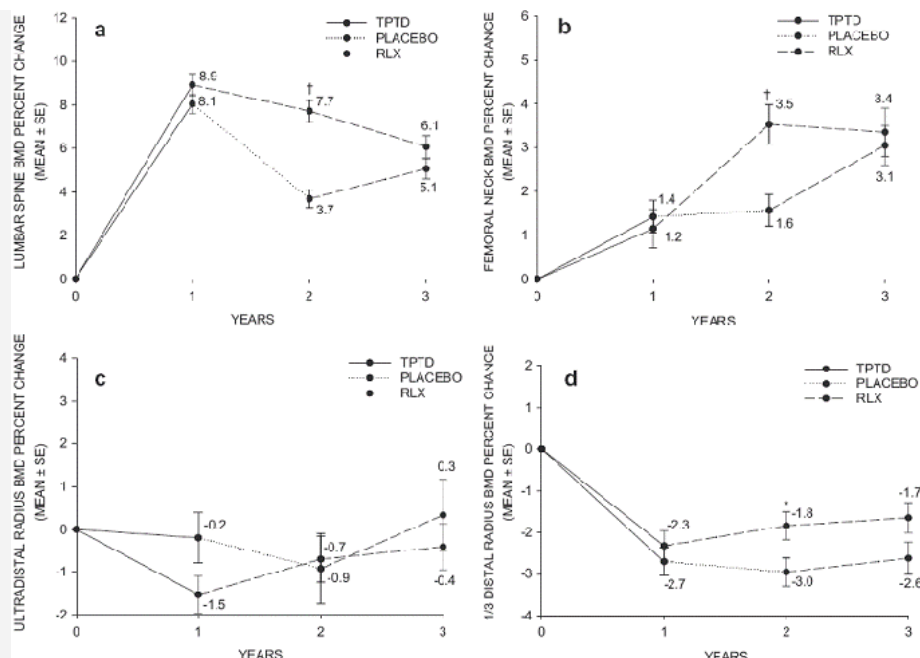 a
TPTD
PLACEBO
RLX
LUMBAR SPINE BMD PERCENT CHANGE
(MEAN ± SE)
12
10
8
6
4
2
0
8.9
8.1
†
7.7
3.7
6.1
5.1
0 1 2 3
YEARS
b
TPTD
PLACEBO
RLX
FEMORAL NECK BMD PERCENT CHANGE
(MEAN ± SE)
6
5
4
3
2
1
0
1.4
1.2
†
3.5
1.6
3.4
3.1
0 1 2 3
YEARS
c
TPTD
PLACEBO
RLX
ULTRADISTAL RADIUS BMD PERCENT CHANGE
(MEAN ± SE)
4
3
2
1
0
-1
-2
-0.2
-1.5
-0.7
-0.9
0.3
-0.4
0 1 2 3
YEARS
d
TPTD
PLACEBO
RLX
1/3 DISTAL RADIUS BMD PERCENT CHANGE
(MEAN ± SE)
2
1
0
-1
-2
-3
-4
-2.3
-2.7
*
-1.8
-3.0
-1.7
-2.6
0 1 2 3
YEARS